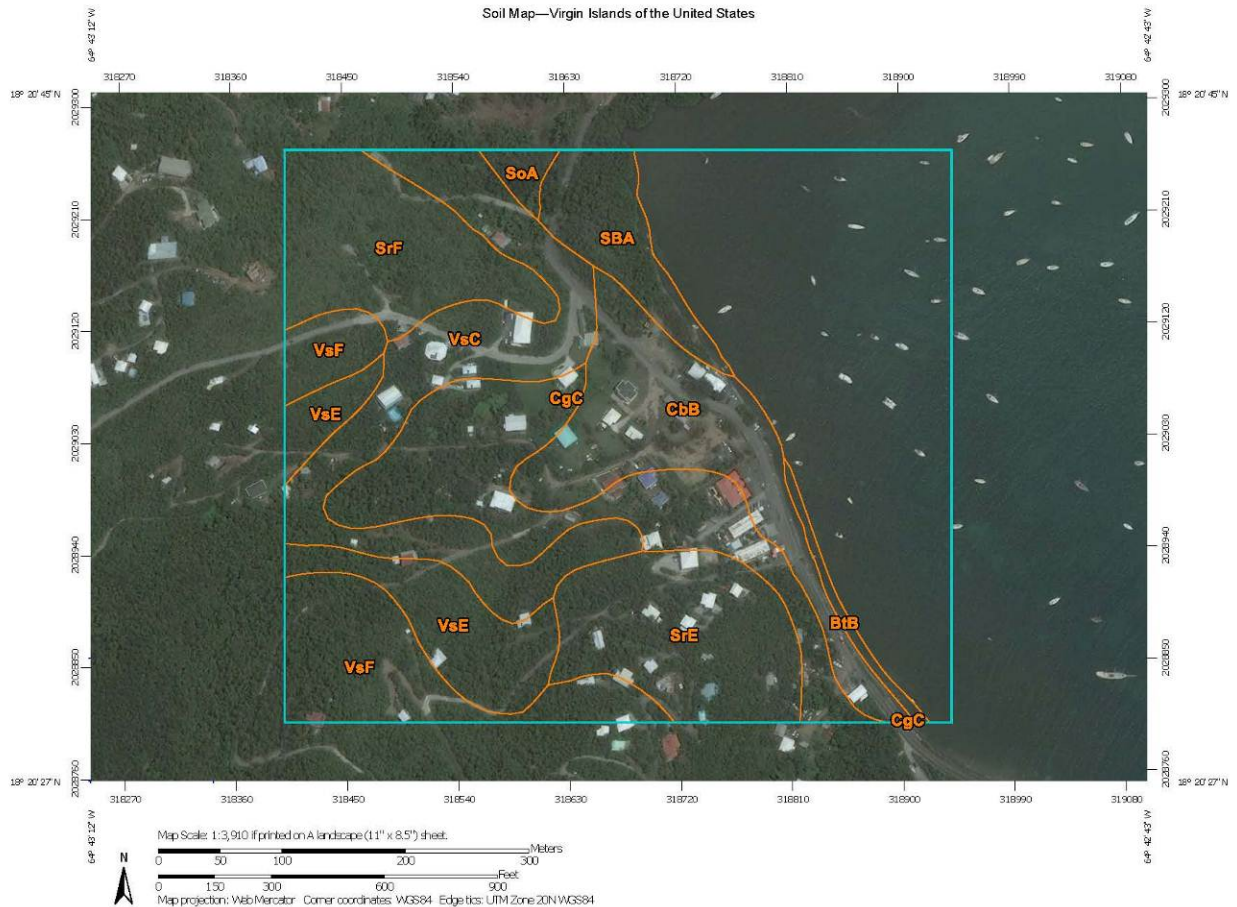 Soil Map—Virgin Islands of the United States
64° 43' 12" W
64° 42' 43" W
318270 318360 318450 318540 318630 318720 318810 318900 318990 319080
18° 20' 45" N
18° 20' 45" N
2029300
2029300
SoA
2029210
2029210
SBA
SrF
2029120
2029120
VsC
VsF
CgC
CbB
VsE
2029030
2029030
2028940
2028940
BtB
VsE
SrE
VsF
2028850
2028850
CgC
2028760
2028760
18° 20' 27" N
18° 20' 27" N
318270 318360 318450 318540 318630 318720 318810 318900 318990 319080
64° 43' 12" W
64° 42' 43" W
Map Scale: 1:3,910 if printed on A landscape (11" x 8.5") sheet.
N
Meters
0 50 100 200 300
Feet
0 150 300 600 900
Map projection: Web Mercator Corner coordinates: WGS84 Edge tics: UTM Zone 20N WGS84